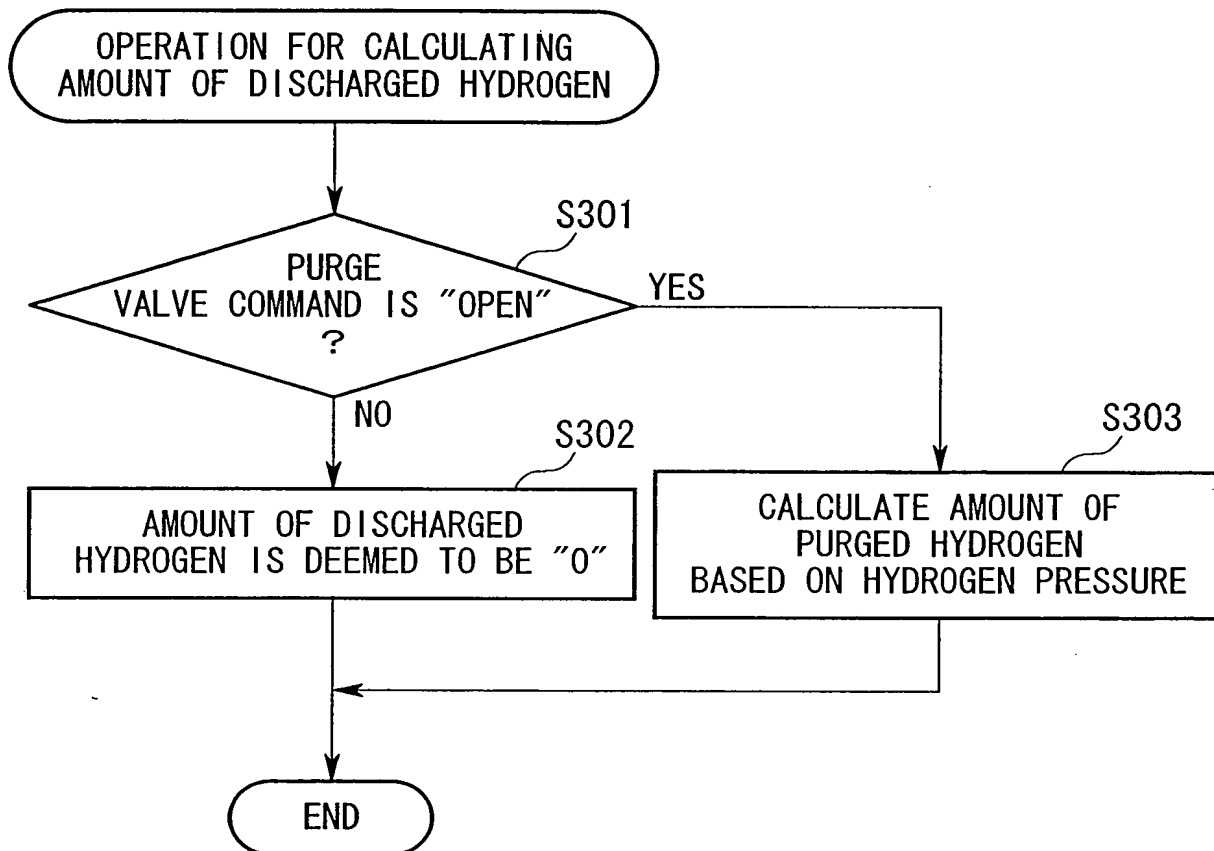 OPERATION FOR CALCULATING
AMOUNT OF DISCHARGED HYDROGEN
S301
PURGE
VALVE COMMAND IS "OPEN"
?
YES
NO
S302
AMOUNT OF DISCHARGED
HYDROGEN IS DEEMED TO BE "0"
S303
CALCULATE AMOUNT OF
PURGED HYDROGEN
BASED ON HYDROGEN PRESSURE
END